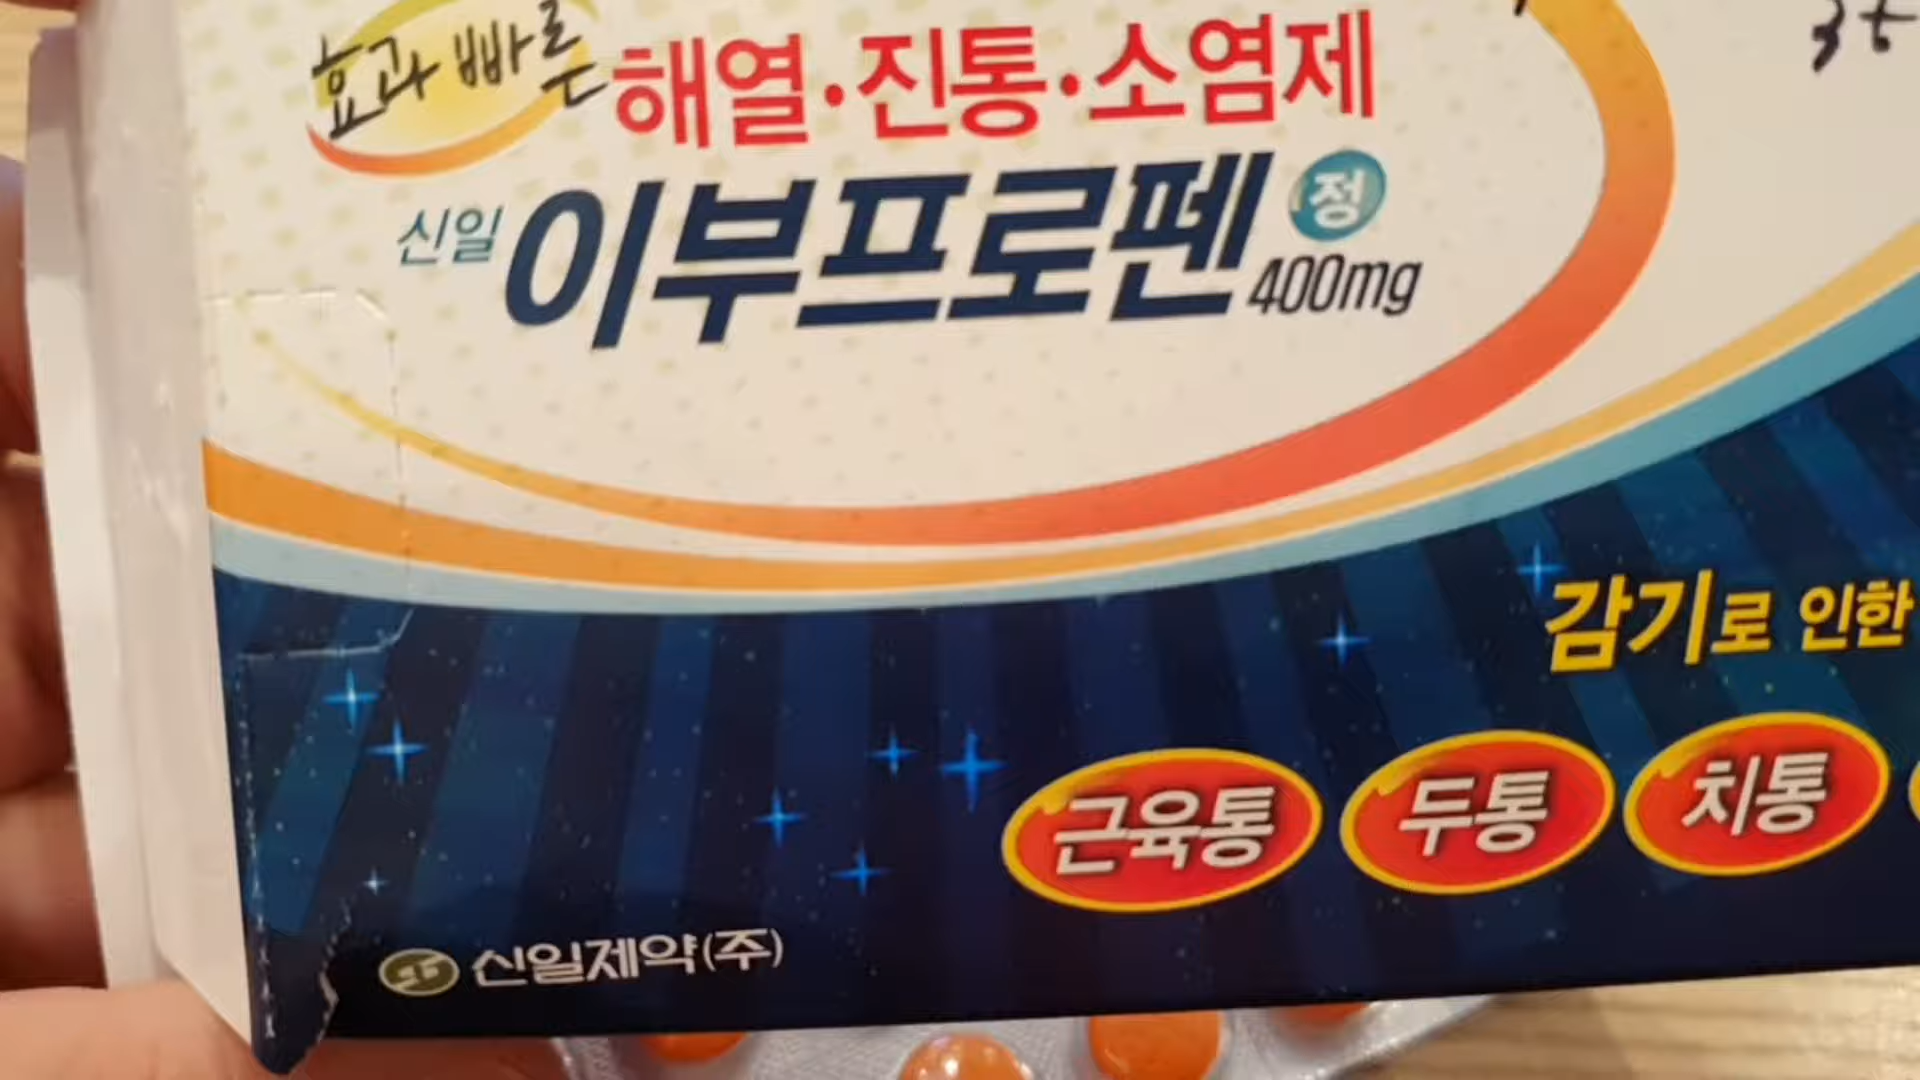 효과 빠른 해열·진통·소염제
신일 이부프로펜 정 400mg
감기로 인한
근육통 두통 치통
신일제약(주)